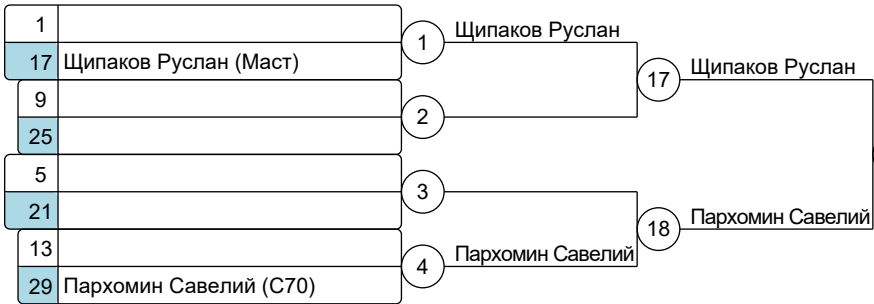 1
17 Щипаков Руслан (Маст)
1
Щипаков Руслан
9
25
2
17
Щипаков Руслан
5
21
3
13
29 Пархомин Савелий (С70)
4
Пархомин Савелий
18
Пархомин Савелий